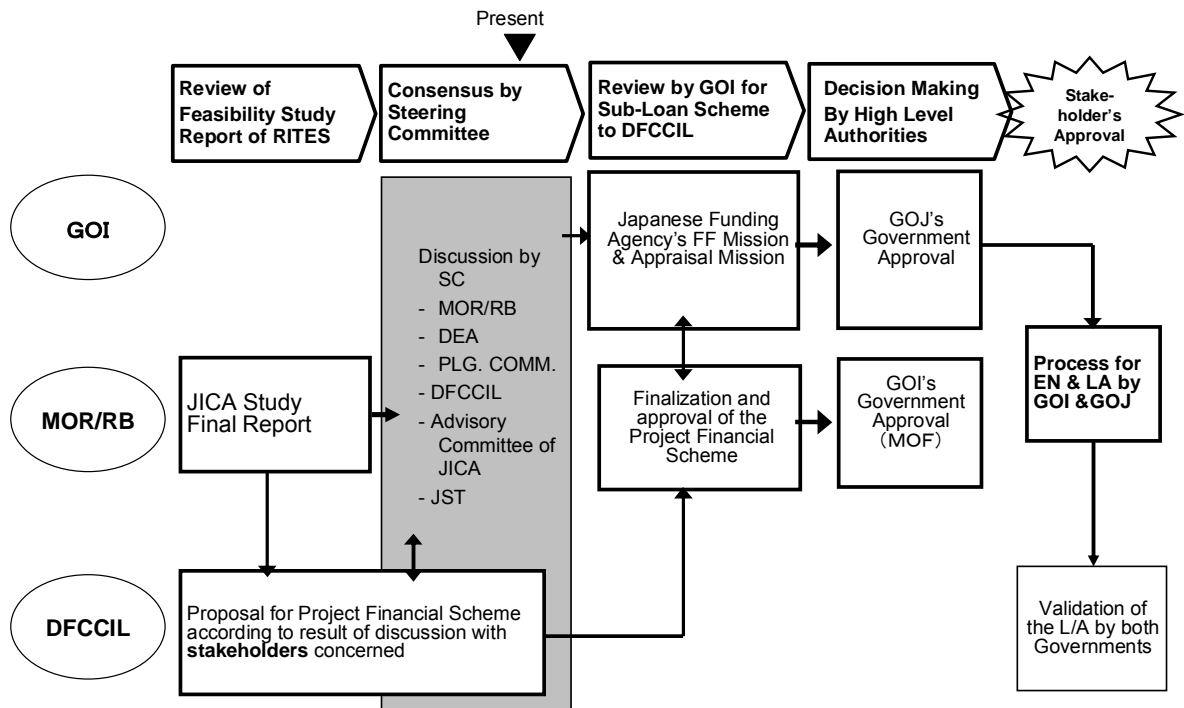 Present
Review of
Feasibility Study
Report of RITES
Consensus by
Steering
Committee
Review by GOI for
Sub-Loan Scheme
to DFCCIL
Decision Making
By High Level
Authorities
Stake-
holder's
Approval
GOI
Discussion by
SC
- MOR/RB
- DEA
- PLG. COMM.
- DFCCIL
- Advisory
Committee of
JICA
- JST
Japanese Funding
Agency's FF Mission
& Appraisal Mission
GOJ's
Government
Approval
MOR/RB
JICA Study
Final Report
Finalization and
approval of the
Project Financial
Scheme
GOI's
Government
Approval
(MOF)
Process for
EN & LA by
GOI &GOJ
DFCCIL
Proposal for Project Financial Scheme
according to result of discussion with
stakeholders concerned
Validation of
the L/A by both
Governments